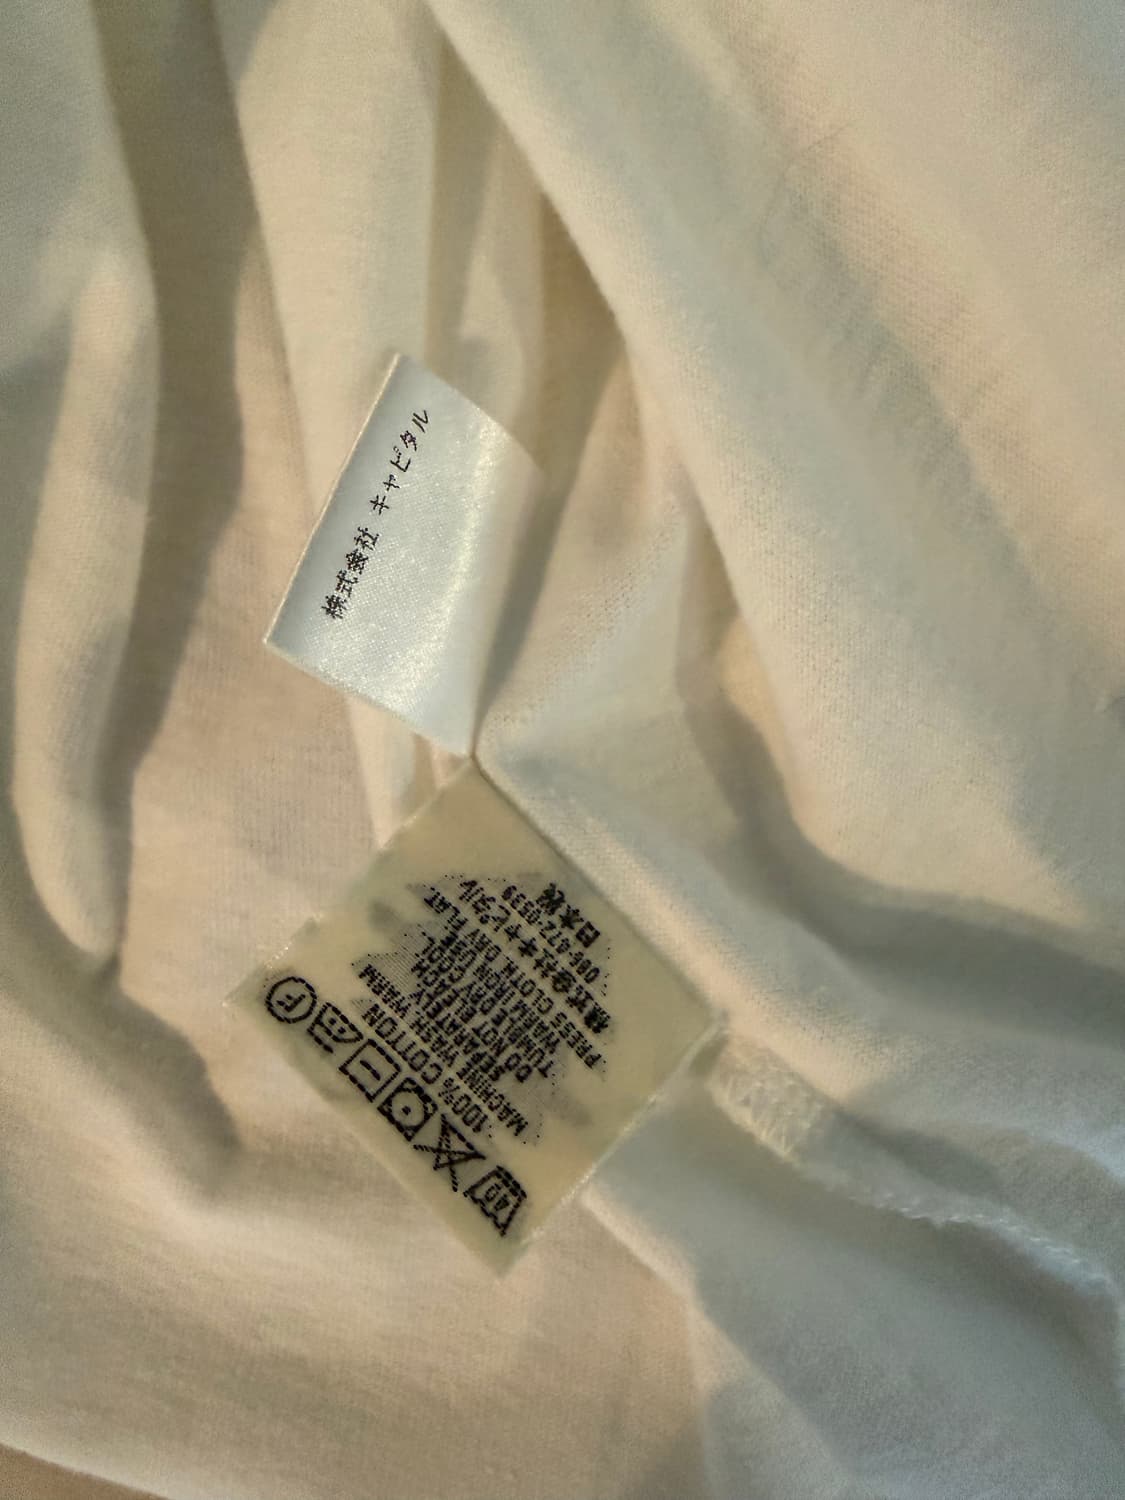 株式会社 キャピタル
40
F
100% COTTON
MACHINE WASH WARM
SEPARATELY
DO NOT BLEACH
TUMBLE DRY COOL.
WARM IRON
FLAT.
PRESS CLOTH DRY
株式会社キャピタル
086-472-0339
日本製